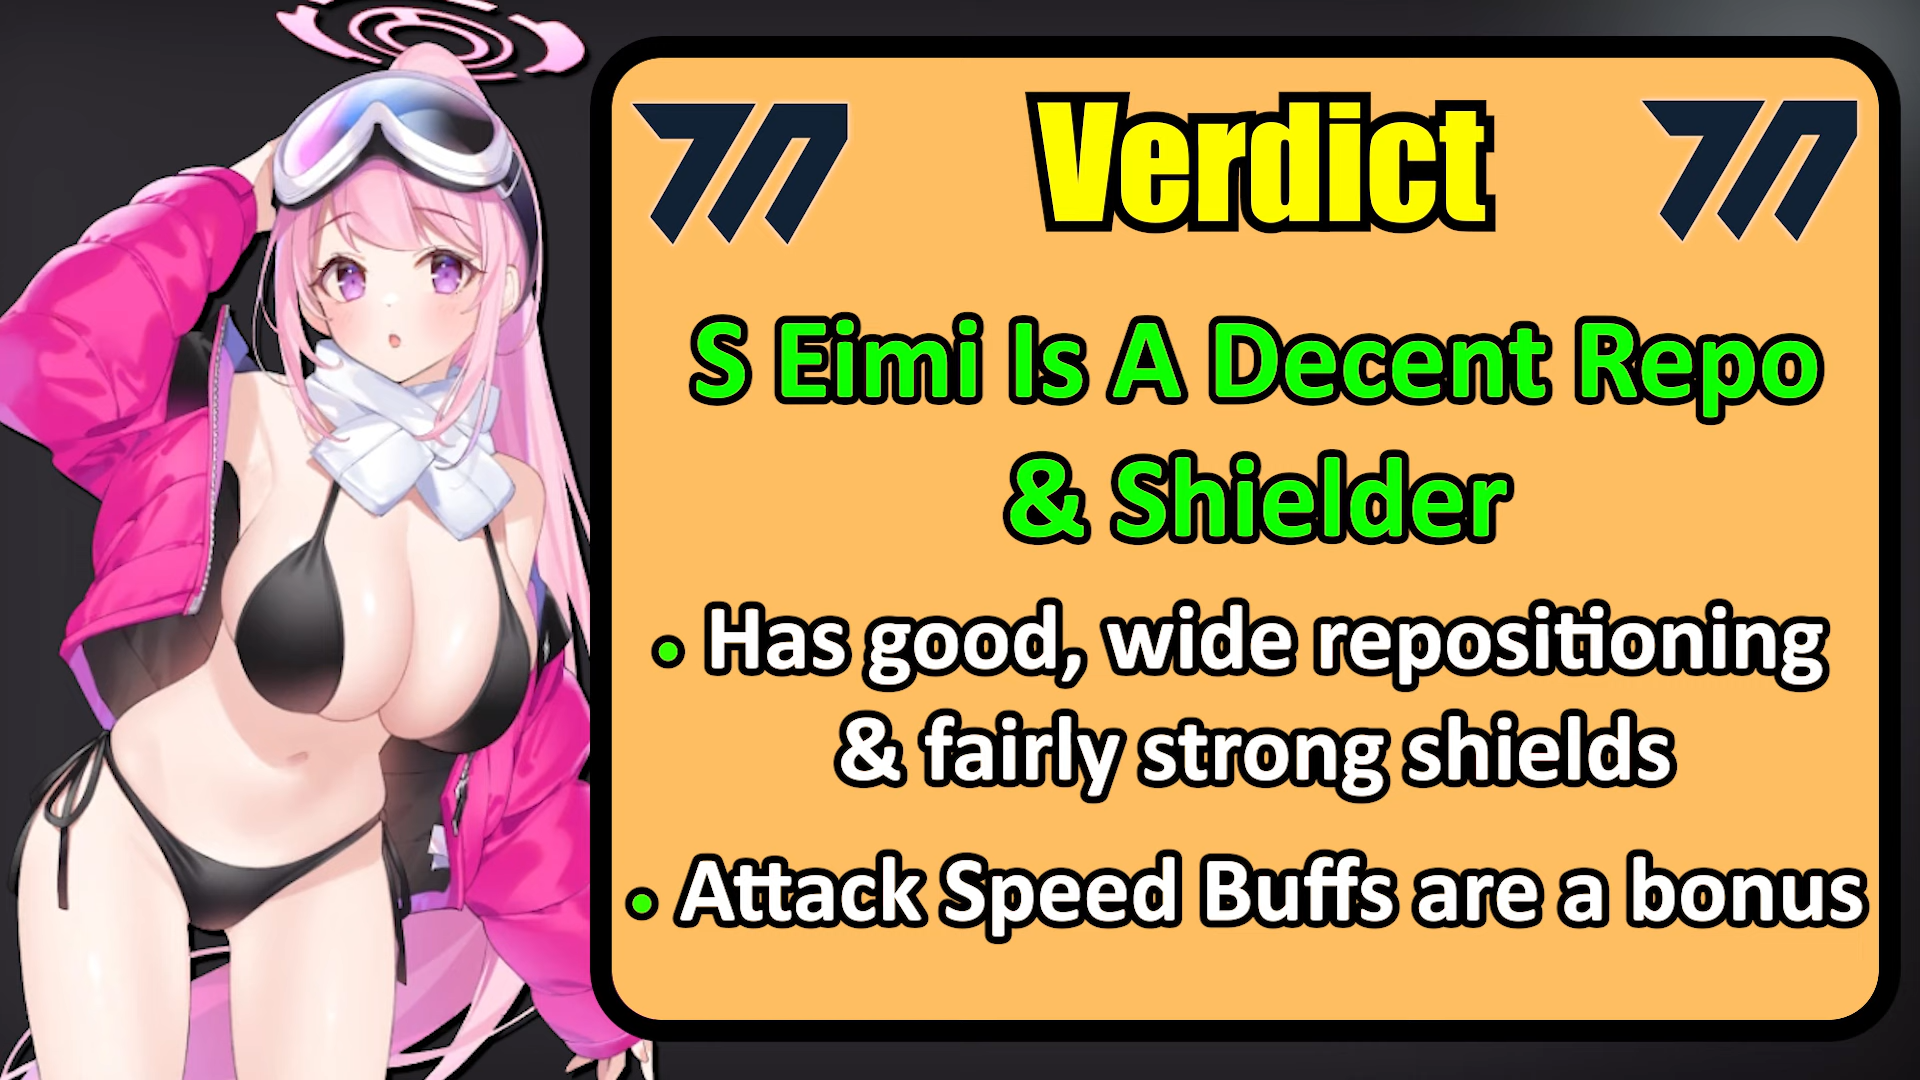 Verdict
S Eimi Is A Decent Repo
& Shielder
• Has good, wide repositioning
& fairly strong shields
• Attack Speed Buffs are a bonus